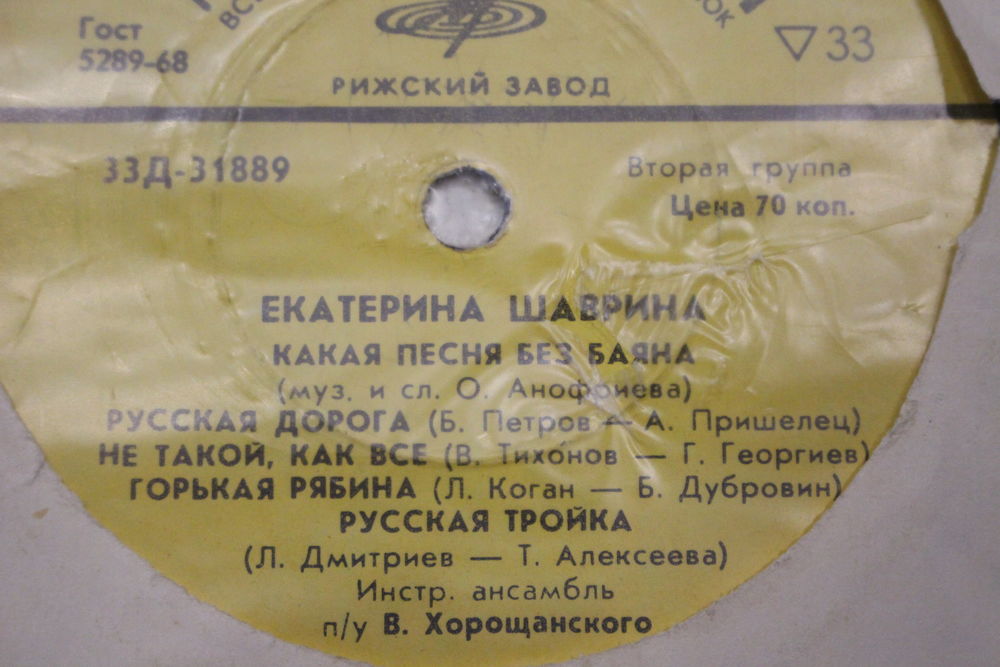 Гост
5289-68
▽33
РИЖСКИЙ ЗАВОД
33Д-31889
Вторая группа
Цена 70 коп.
ЕКАТЕРИНА ШАВРИНА
КАКАЯ ПЕСНЯ БЕЗ БАЯНА
(муз. и сл. О. Анофриева)
РУССКАЯ ДОРОГА (Б. Петров — А. Пришелец)
НЕ ТАКОЙ, КАК ВСЕ (В. Тихонов — Г. Георгиев)
ГОРЬКАЯ РЯБИНА (Л. Коган — Б. Дубровин)
РУССКАЯ ТРОЙКА
(Л. Дмитриев — Т. Алексеева)
Инстр. ансамбль
п/у В. Хорощанского